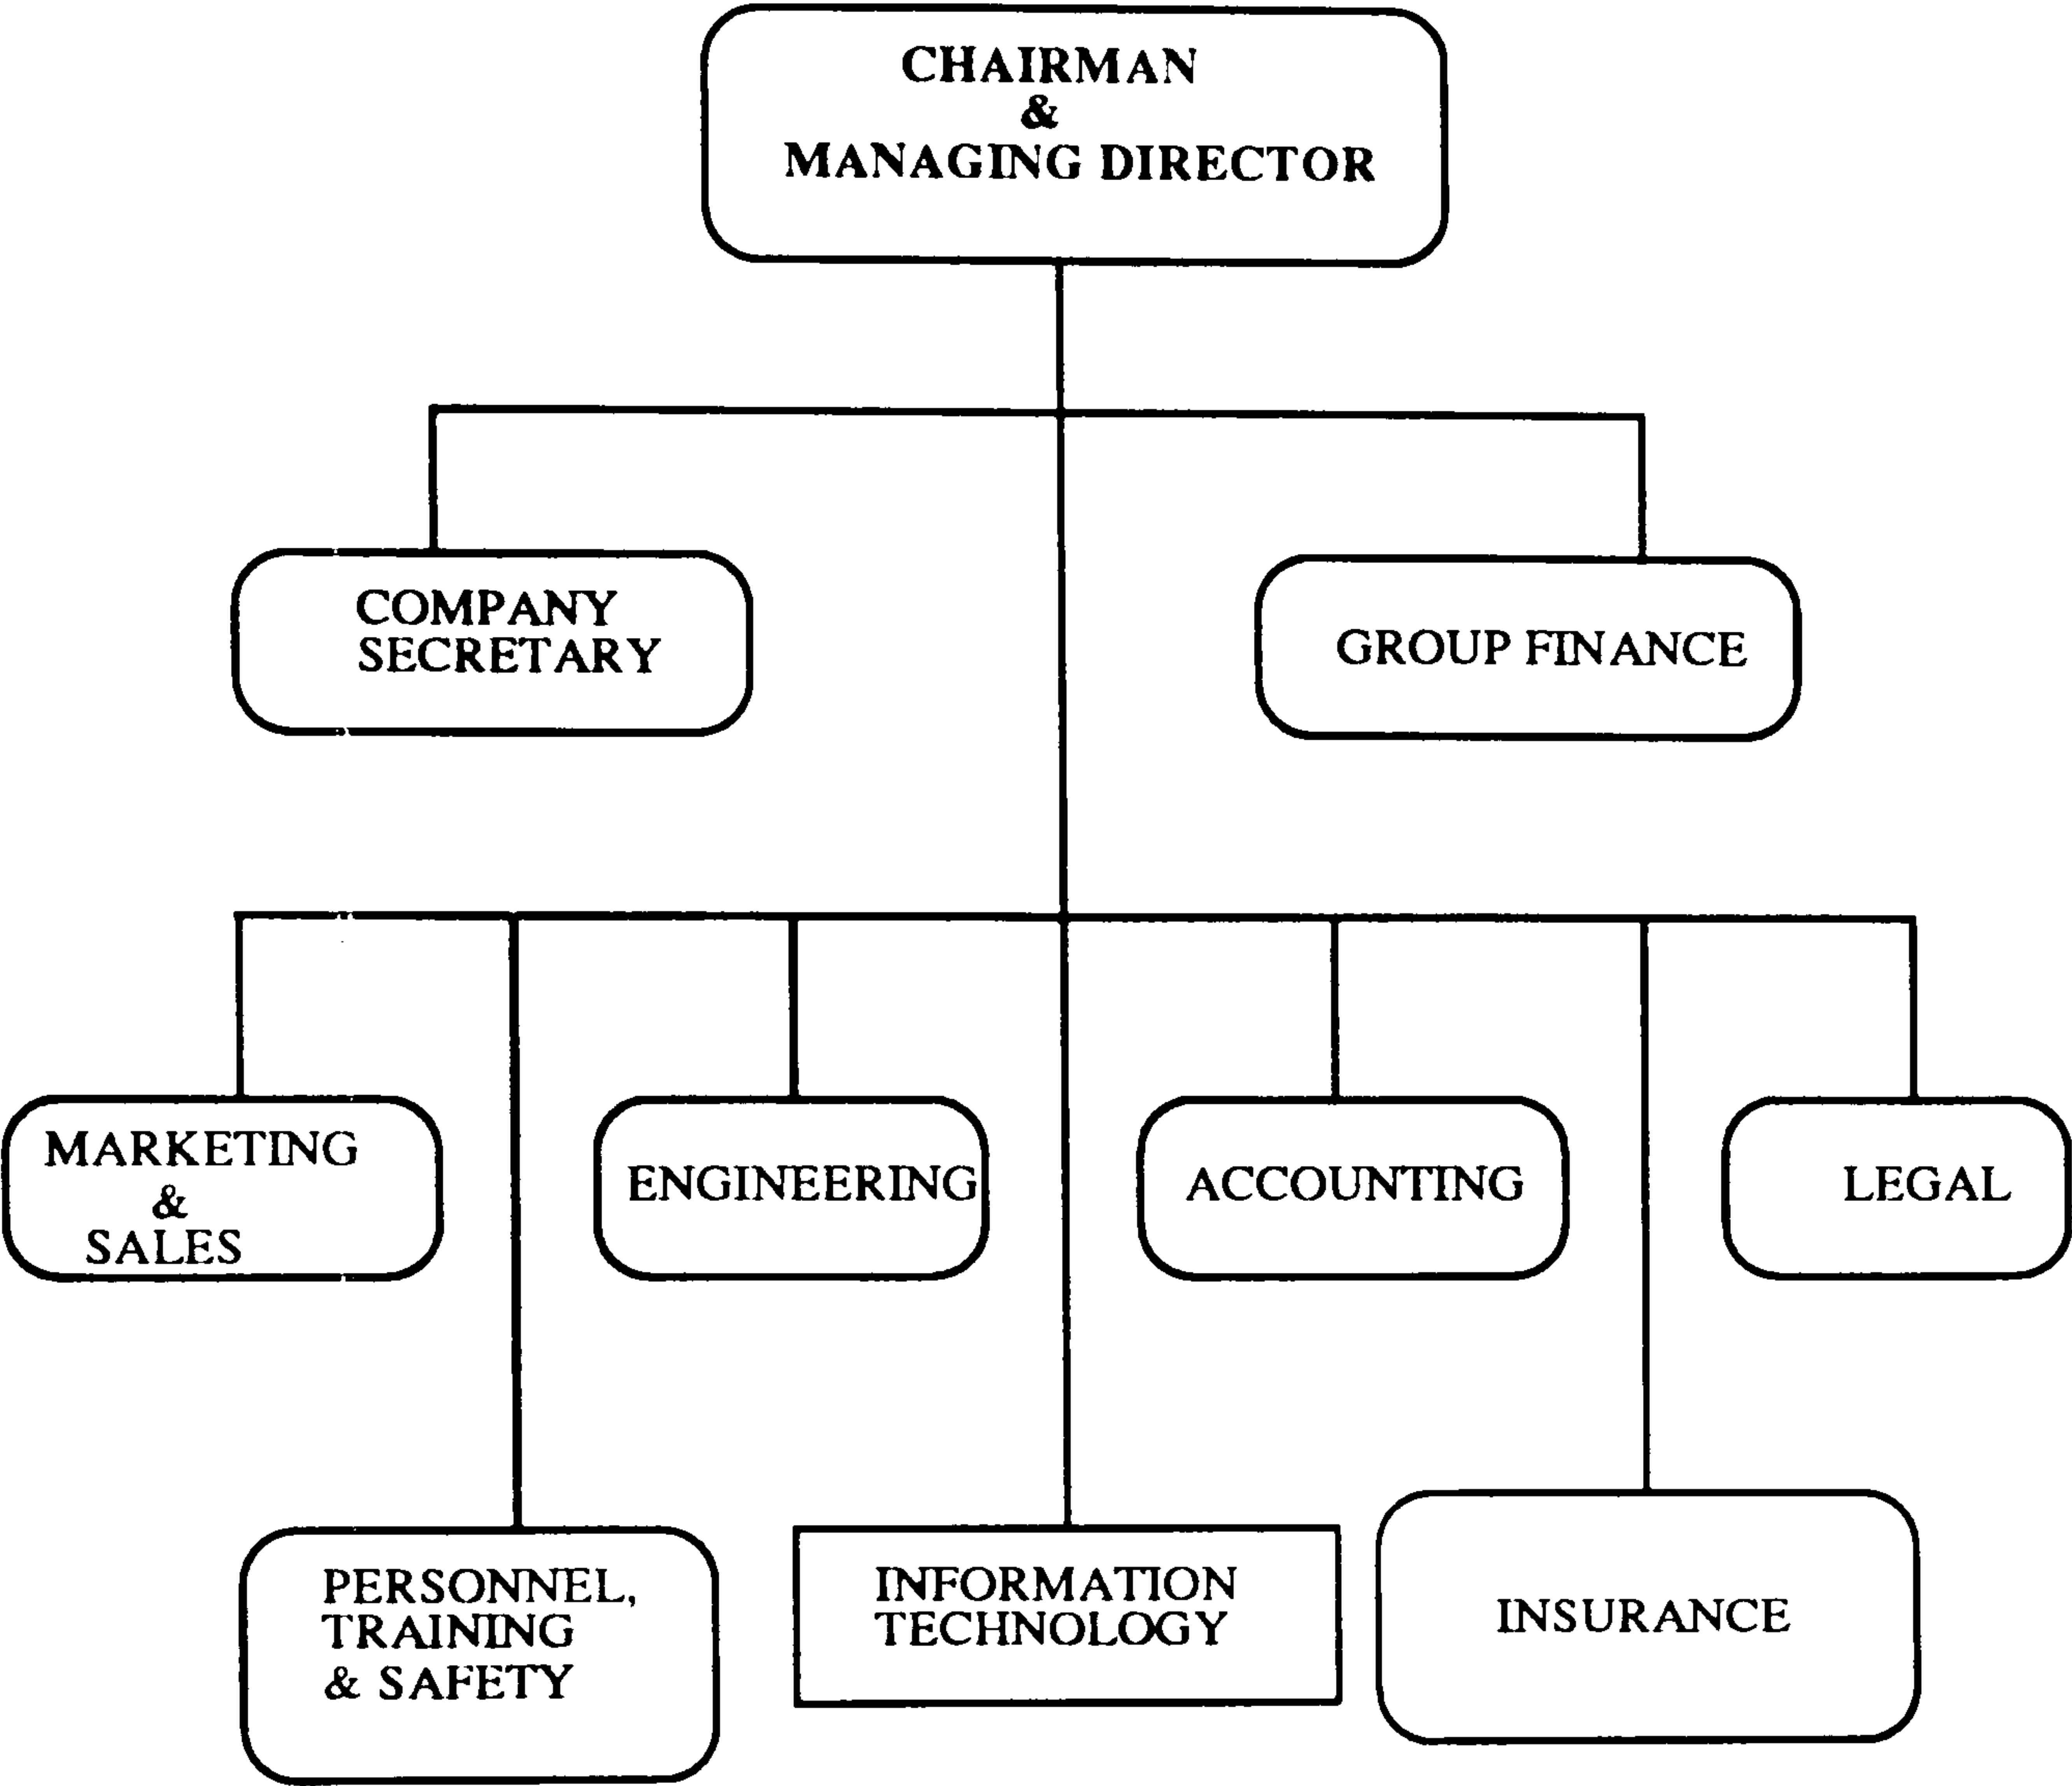 CHAIRMAN
&
MANAGING DIRECTOR
COMPANY
SECRETARY
GROUP FINANCE
MARKETING
&
SALES
ENGINEERING
ACCOUNTING
LEGAL
PERSONNEL,
TRAINING
& SAFETY
INFORMATION
TECHNOLOGY
INSURANCE